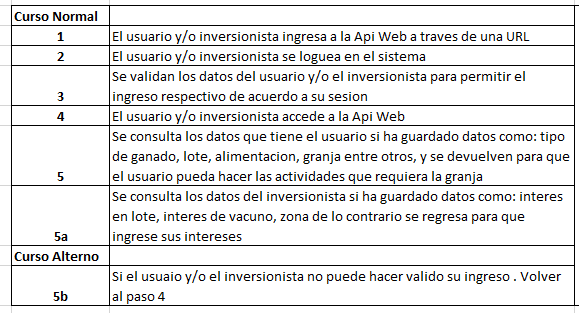 Curso Normal
1 El usuario y/o inversionista ingresa a la Api Web a traves de una URL
2 El usuario y/o inversionista se loguea en el sistema
Se validan los datos del usuario y/o el inversionista para permitir el
3 ingreso respectivo de acuerdo a su sesion
4 El usuario y/o inversionista accede a la Api Web
Se consulta los datos que tiene el usuario si ha guardado datos como: tipo
de ganado, lote, alimentacion, granja entre otros, y se devuelven para que
5 el usuario pueda hacer las actividades que requiera la granja
Se consulta los datos del inversionista si ha guardado datos como: interes
en lote, interes de vacuno, zona de lo contrario se regresa para que
5a ingrese sus intereses
Curso Alterno
Si el usuaio y/o el inversionista no puede hacer valido su ingreso . Volver
5b al paso 4